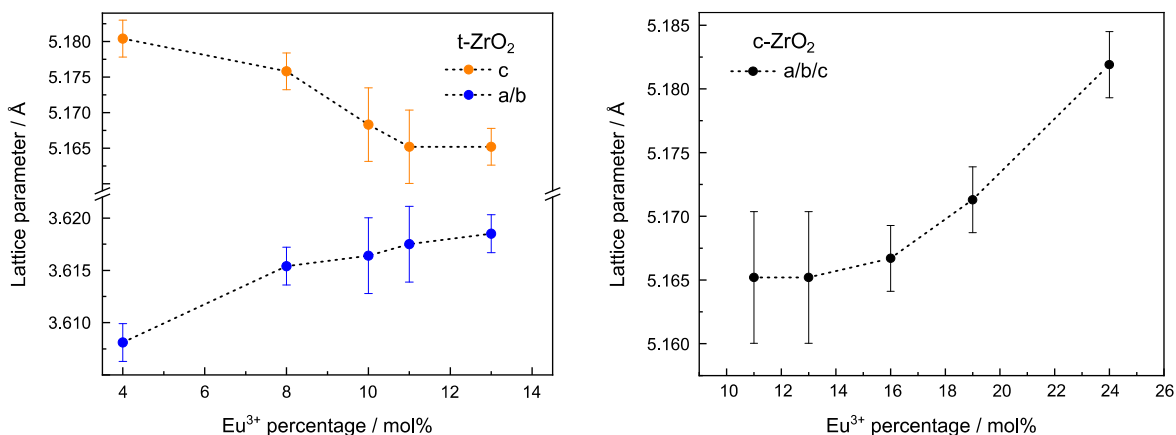 t-ZrO₂
c
a/b
Lattice parameter / Å
5.180
5.175
5.170
5.165
3.620
3.615
3.610
4 6 8 10 12 14
Eu³⁺ percentage / mol%
c-ZrO₂
a/b/c
Lattice parameter / Å
5.185
5.180
5.175
5.170
5.165
5.160
10 12 14 16 18 20 22 24 26
Eu³⁺ percentage / mol%